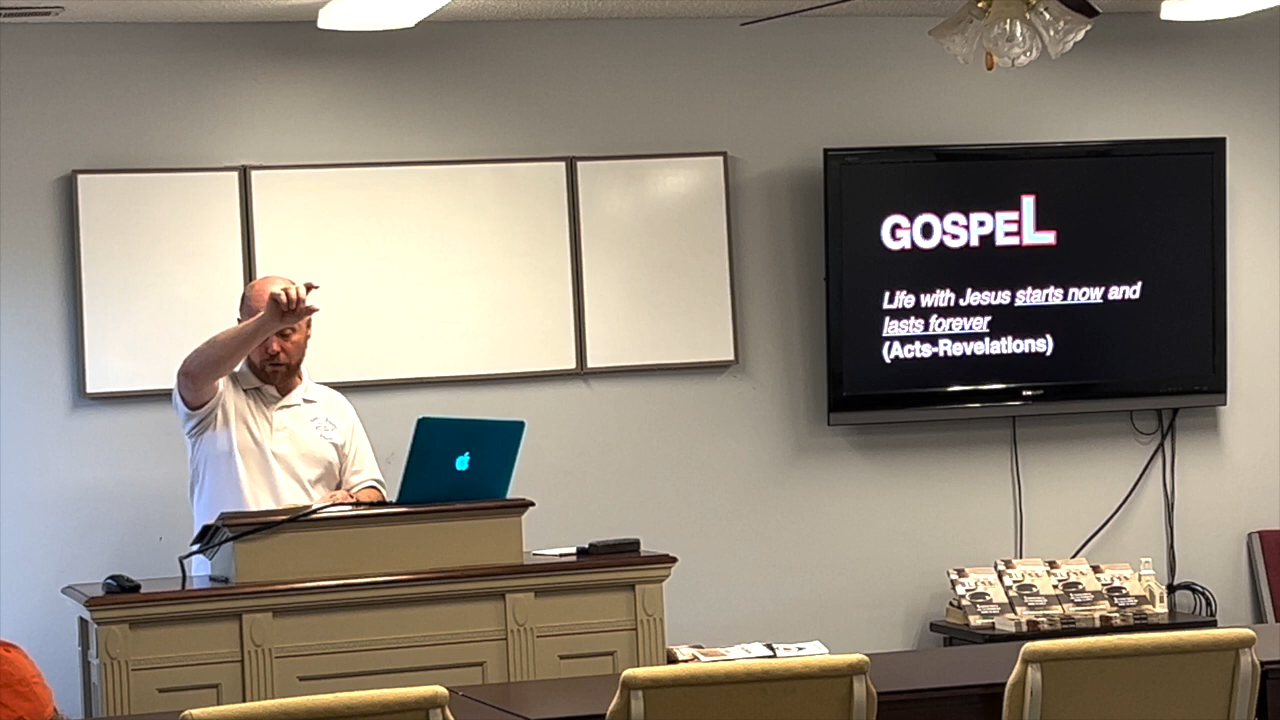 GOSPEL
Life with Jesus starts now and
lasts forever
(Acts-Revelations)